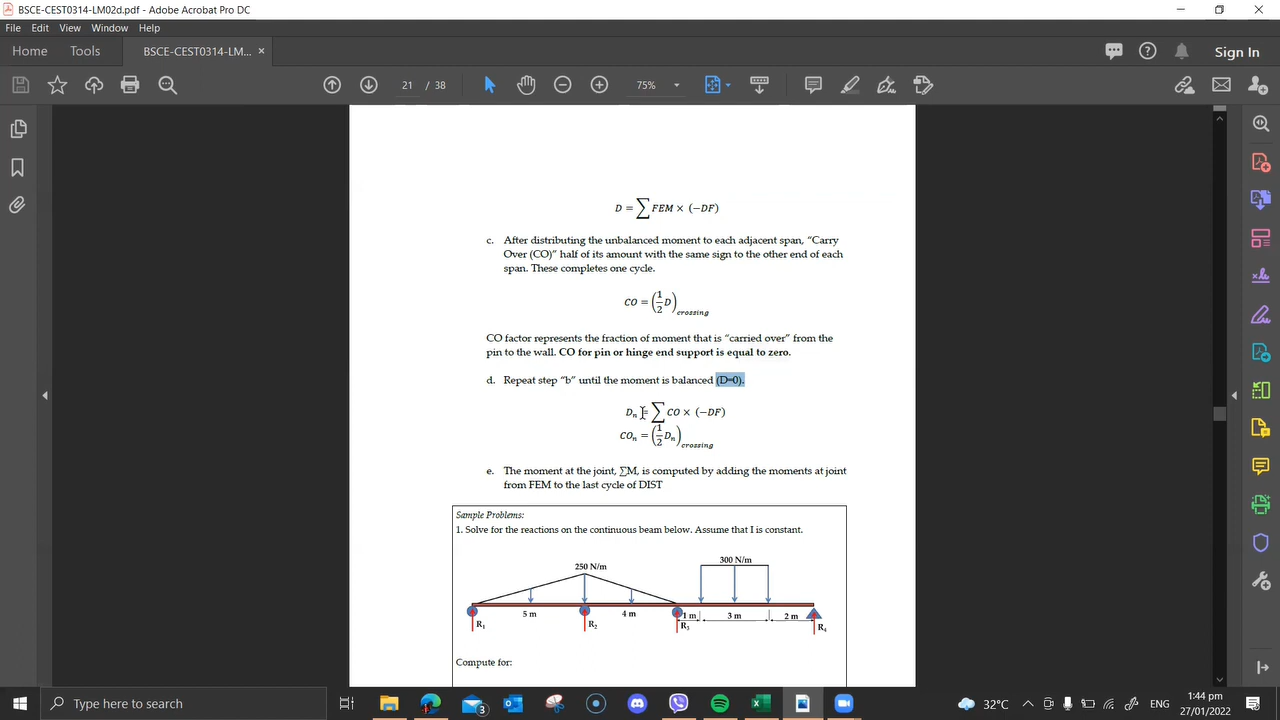 BSCE-CEST0314-LM02d.pdf - Adobe Acrobat Pro DC
File Edit View Window Help
Home Tools BSCE-CEST0314-LM... × Sign In
21 / 38 75%
D = ∑ FEM × (−DF)
c. After distributing the unbalanced moment to each adjacent span, “Carry
Over (CO)” half of its amount with the same sign to the other end of each
span. These completes one cycle.
CO = (1/2 D)crossing
CO factor represents the fraction of moment that is “carried over” from the
pin to the wall. CO for pin or hinge end support is equal to zero.
d. Repeat step “b” until the moment is balanced (D=0).
Dn = ∑ CO × (−DF)
COn = (1/2 Dn)crossing
e. The moment at the joint, ∑M, is computed by adding the moments at joint
from FEM to the last cycle of DIST
Sample Problems:
1. Solve for the reactions on the continuous beam below. Assume that I is constant.
300 N/m
250 N/m
5 m 4 m 1 m 3 m 2 m
R1 R2 R3 R4
Compute for:
Type here to search
3
32°C ENG
1:44 pm
27/01/2022